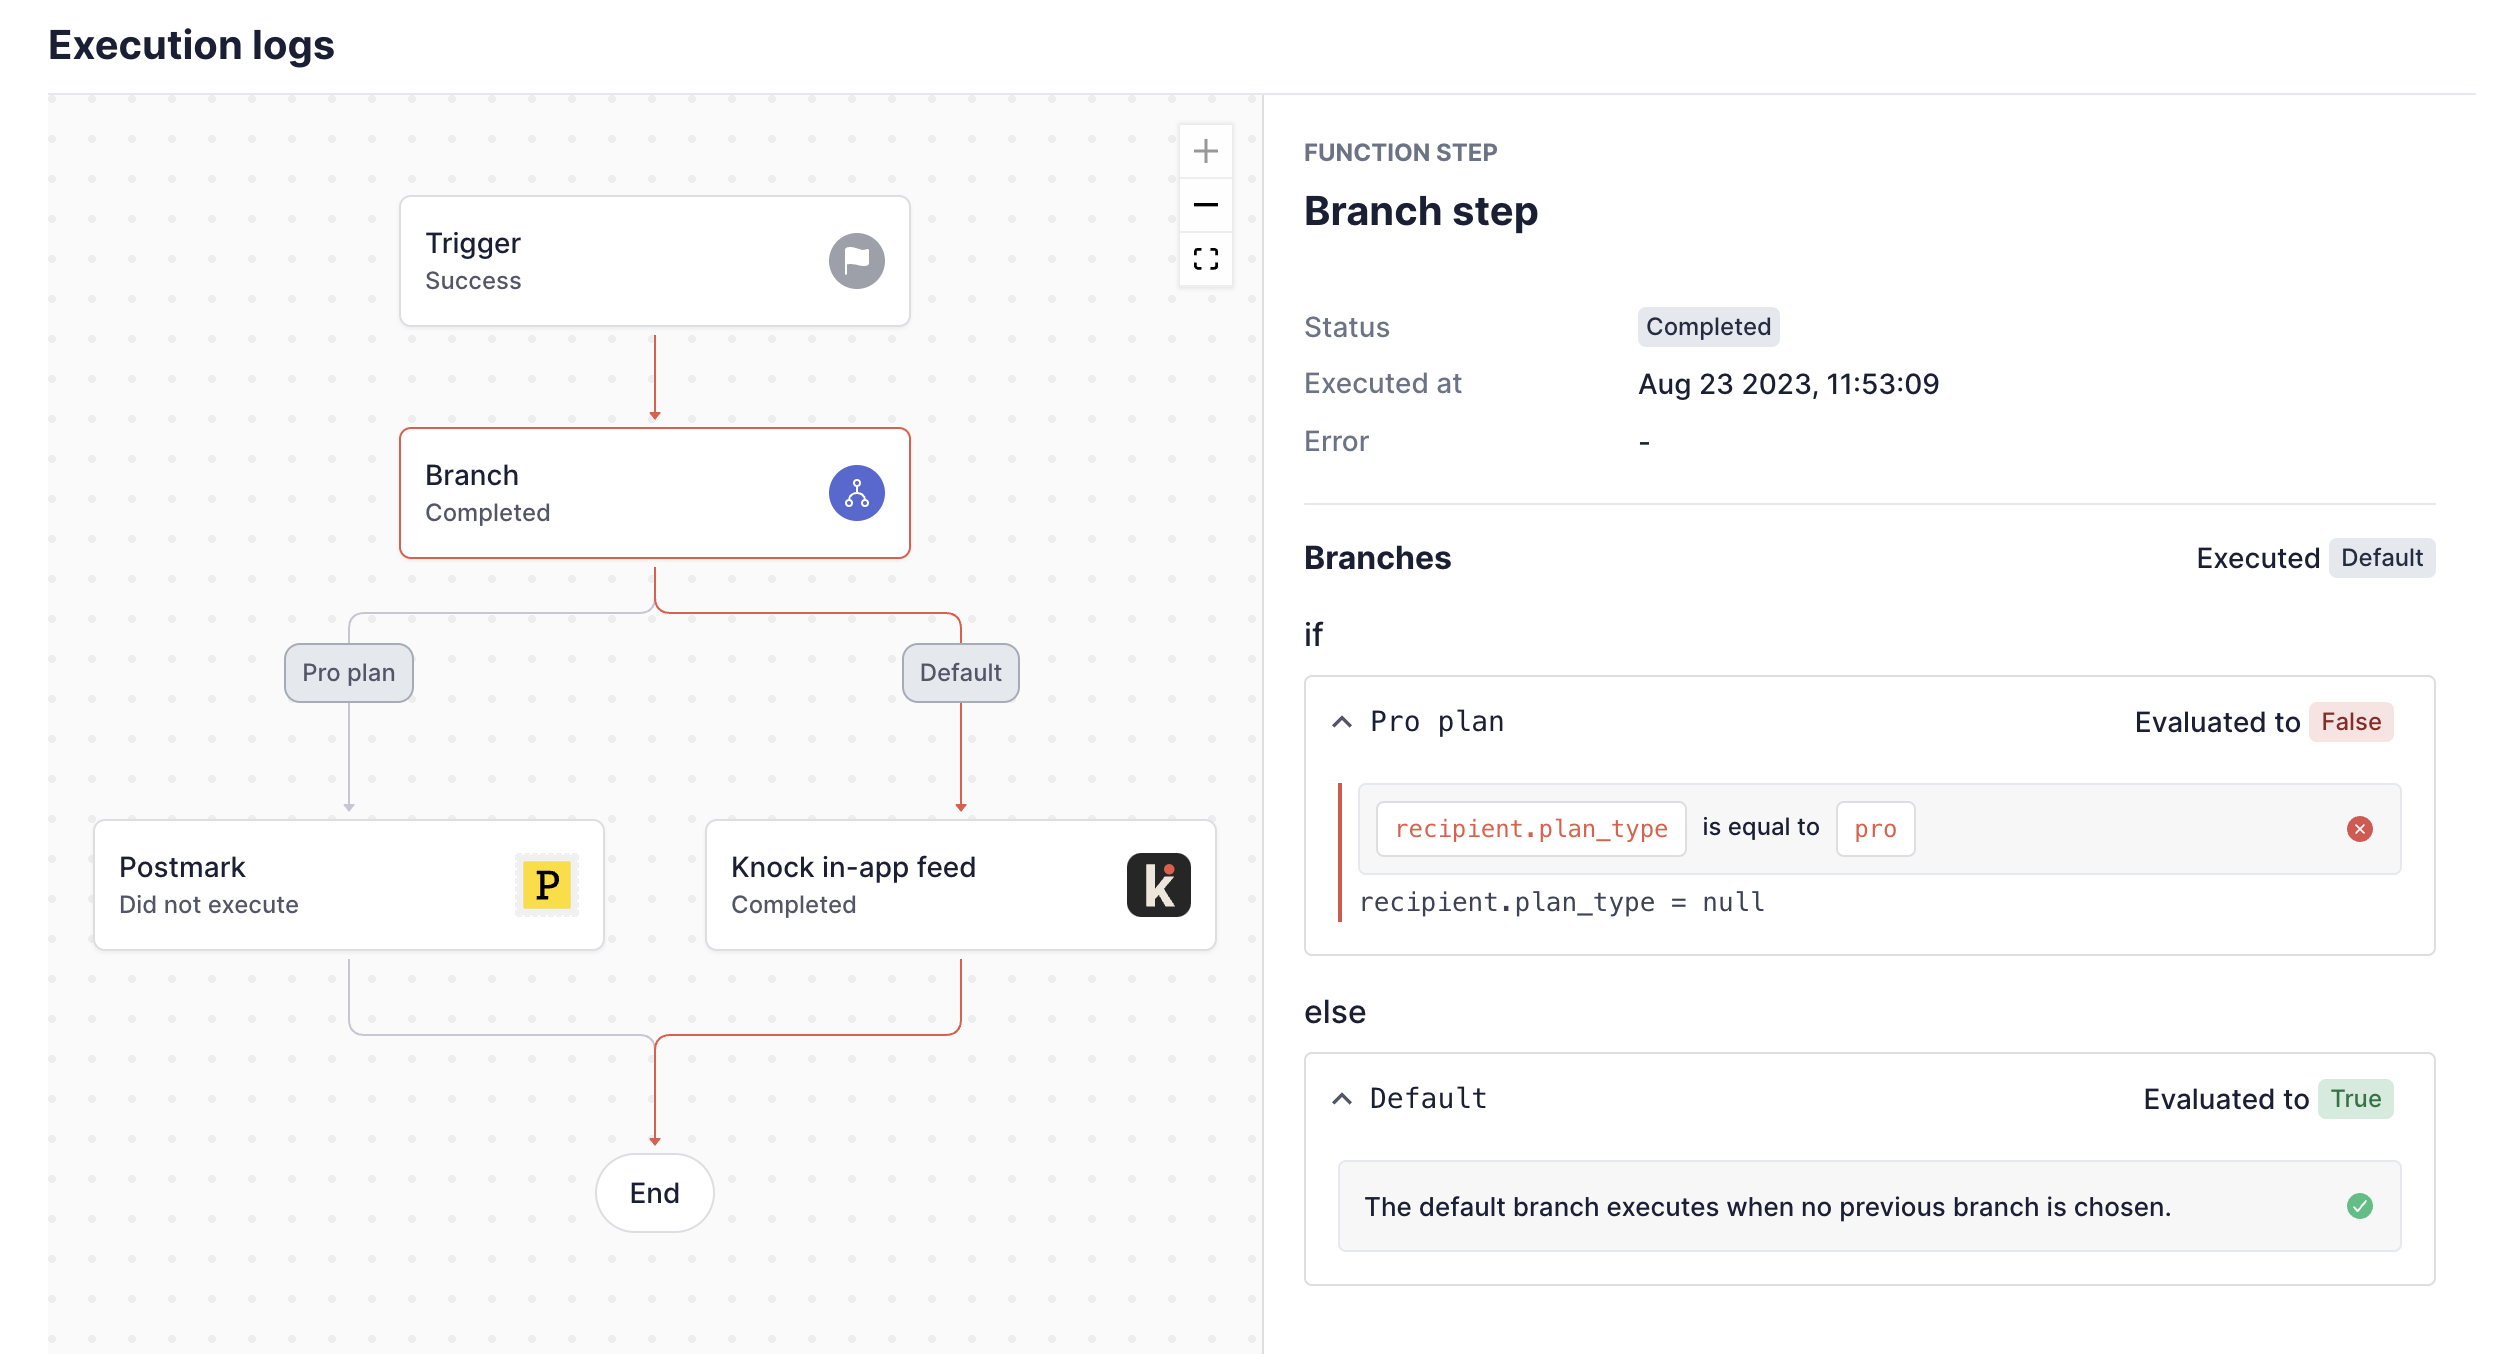 Execution logs
Trigger
Success
Branch
Completed
Pro plan
Default
Postmark
Did not execute
P
Knock in-app feed
Completed
k
End
FUNCTION STEP
Branch step
Status Completed
Executed at Aug 23 2023, 11:53:09
Error -
Branches Executed Default
if
Pro plan Evaluated to False
recipient.plan_type is equal to pro
recipient.plan_type = null
else
Default Evaluated to True
The default branch executes when no previous branch is chosen.